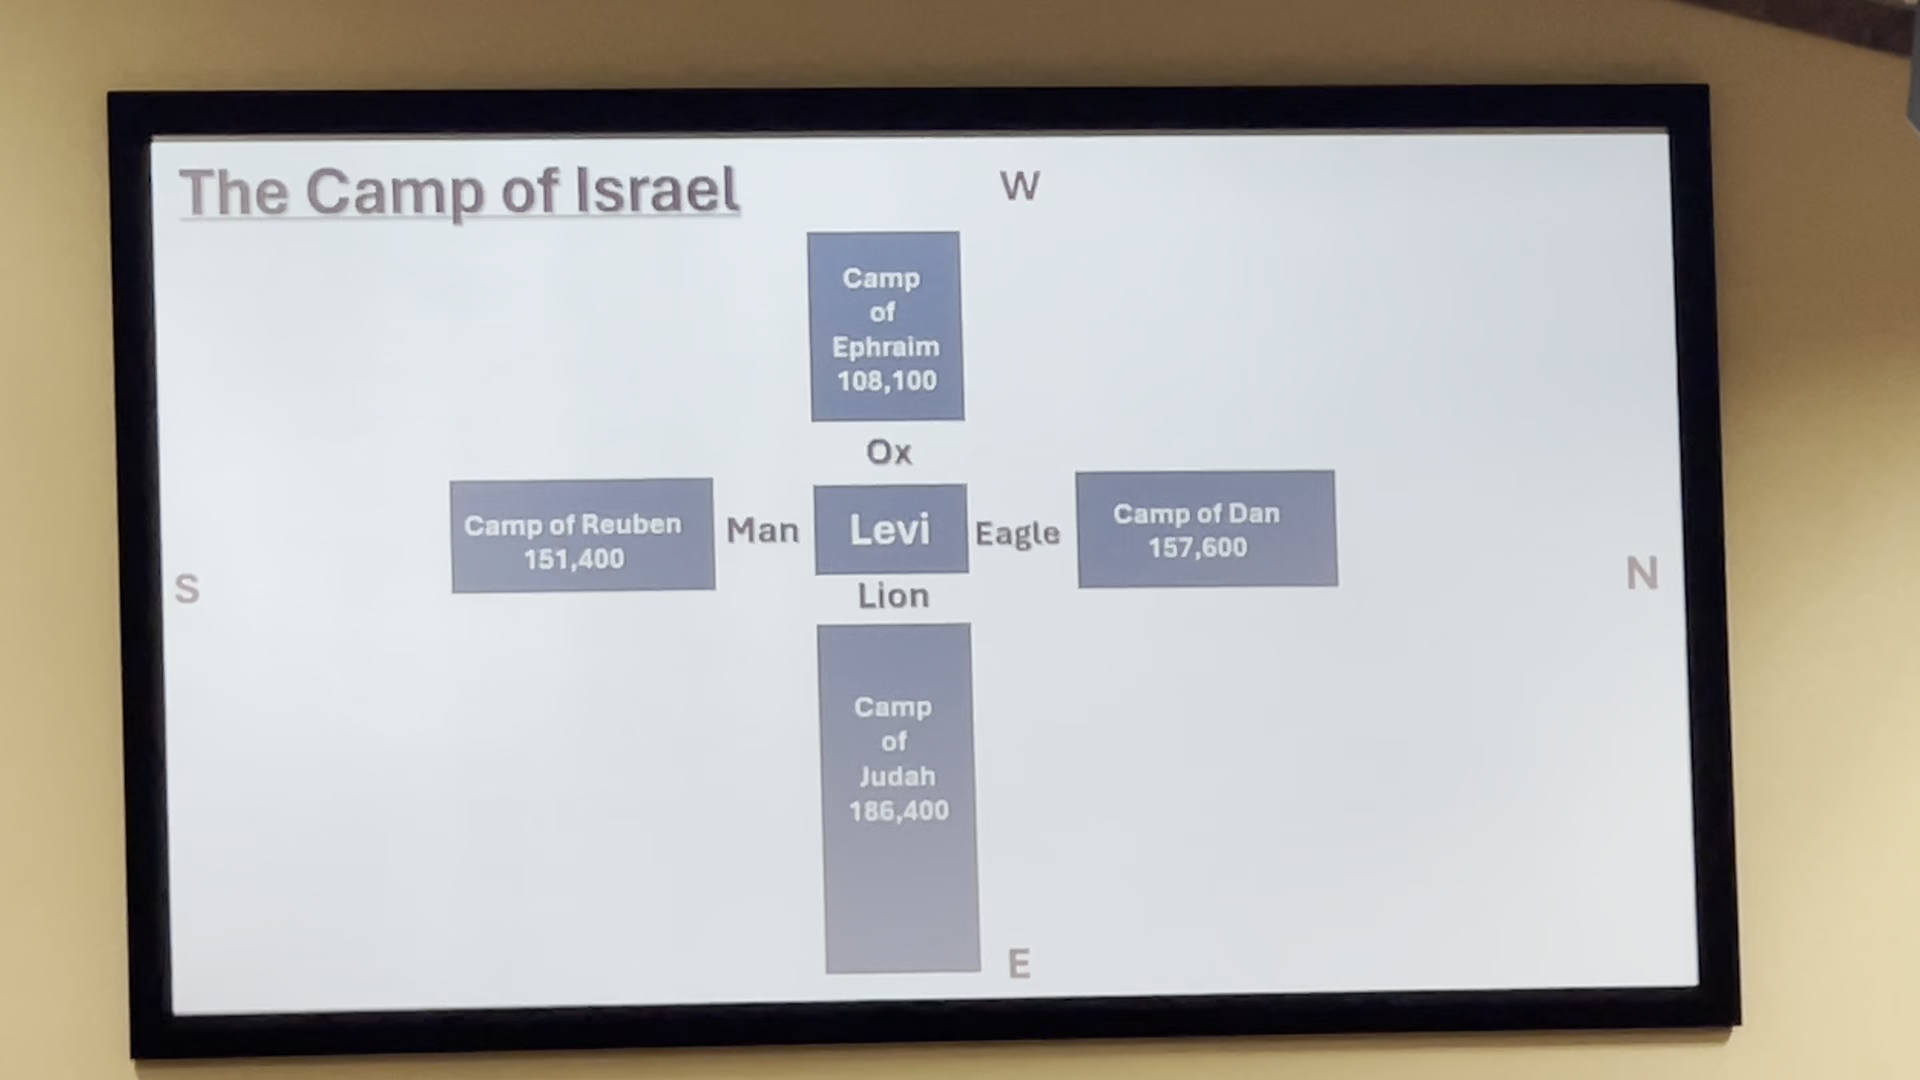 The Camp of Israel
W
Camp
of
Ephraim
108,100
Ox
Camp of Reuben
151,400
Man
Levi
Eagle
Camp of Dan
157,600
S
N
Lion
Camp
of
Judah
186,400
E